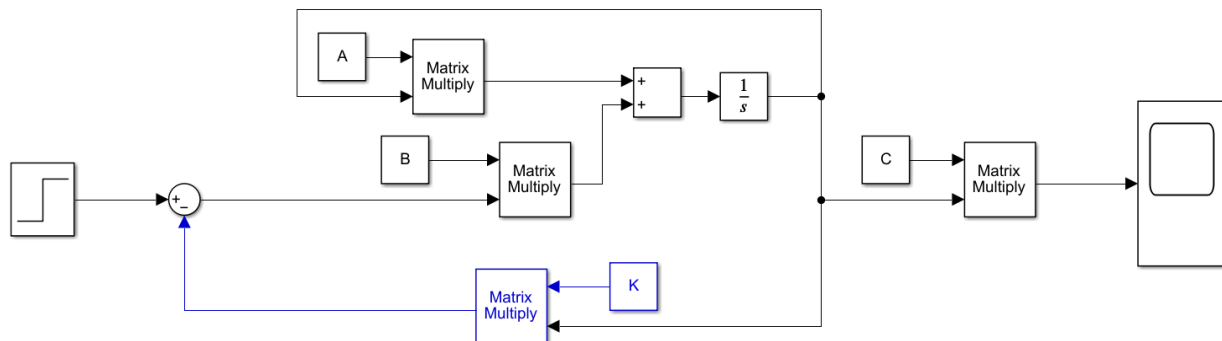 A
Matrix
Multiply
+
+
1
s
B
Matrix
Multiply
C
Matrix
Multiply
+
−
Matrix
Multiply
K